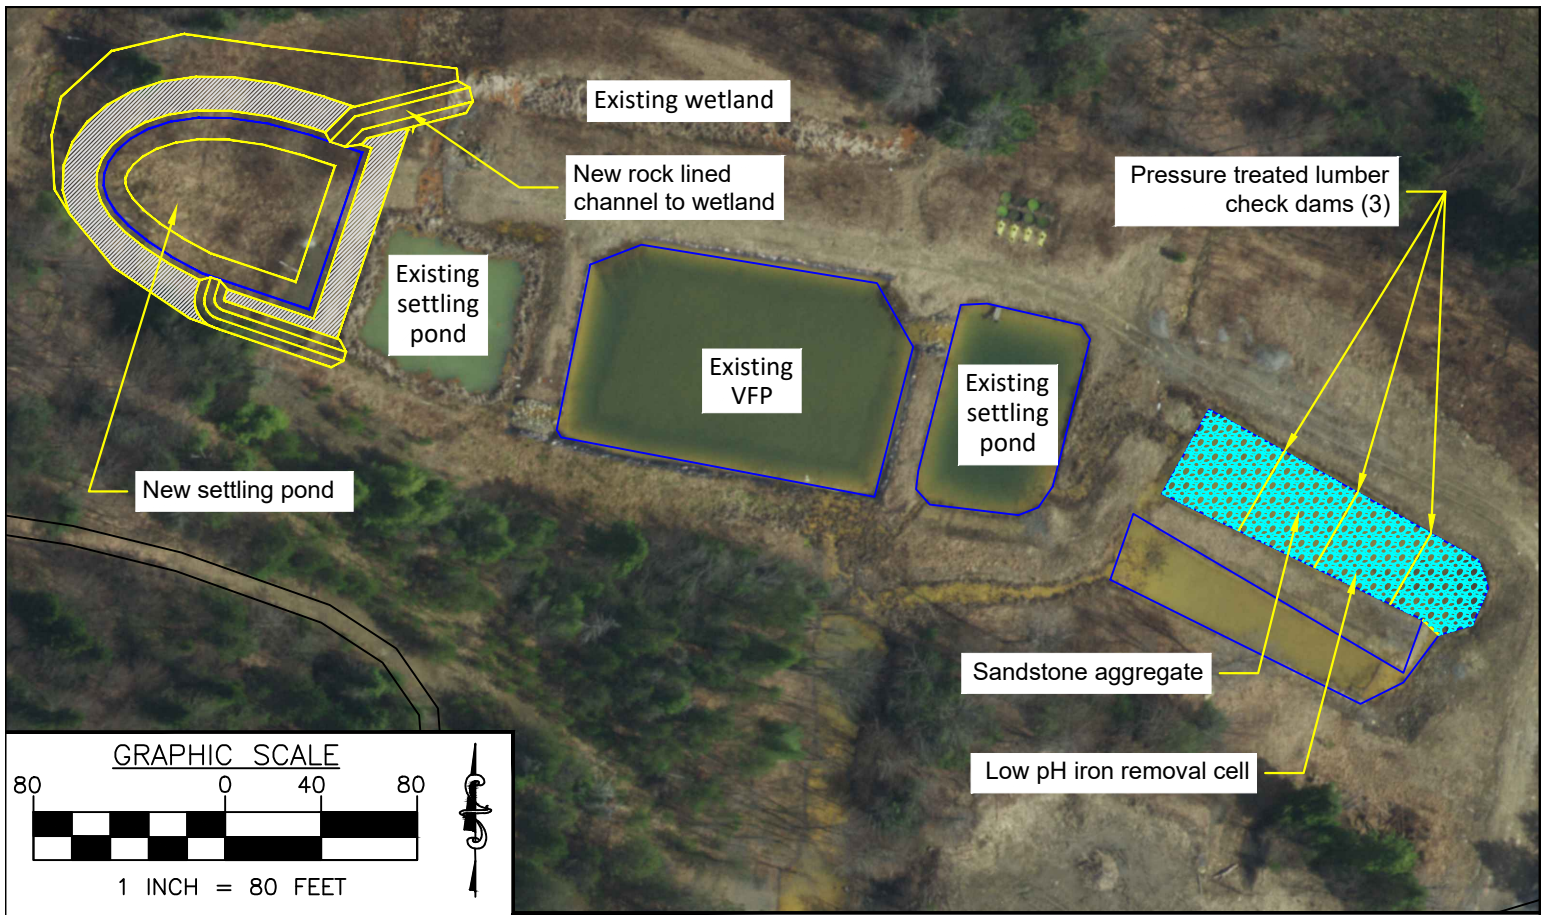 Existing wetland
New rock lined
channel to wetland
Pressure treated lumber
check dams (3)
Existing
settling
pond
Existing
VFP
Existing
settling
pond
New settling pond
Sandstone aggregate
Low pH iron removal cell
GRAPHIC SCALE
80 0 40 80
1 INCH = 80 FEET